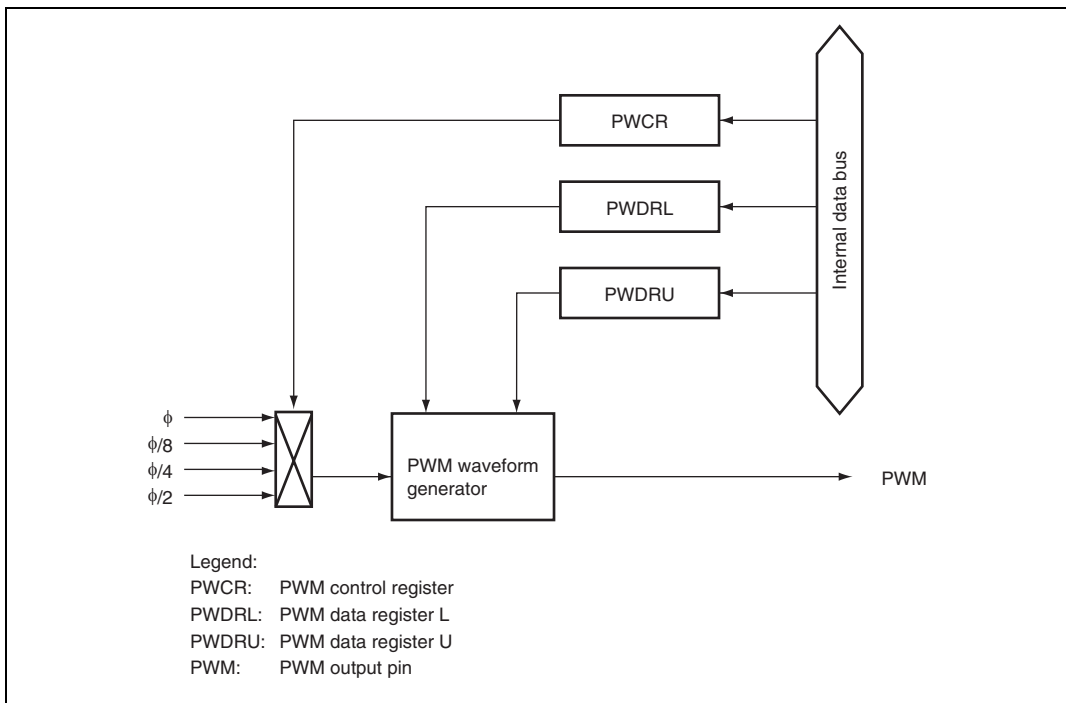 PWCR
PWDRL
PWDRU
Internal data bus
ϕ
ϕ/8
ϕ/4
ϕ/2
PWM waveform
generator
PWM
Legend:
PWCR: PWM control register
PWDRL: PWM data register L
PWDRU: PWM data register U
PWM: PWM output pin